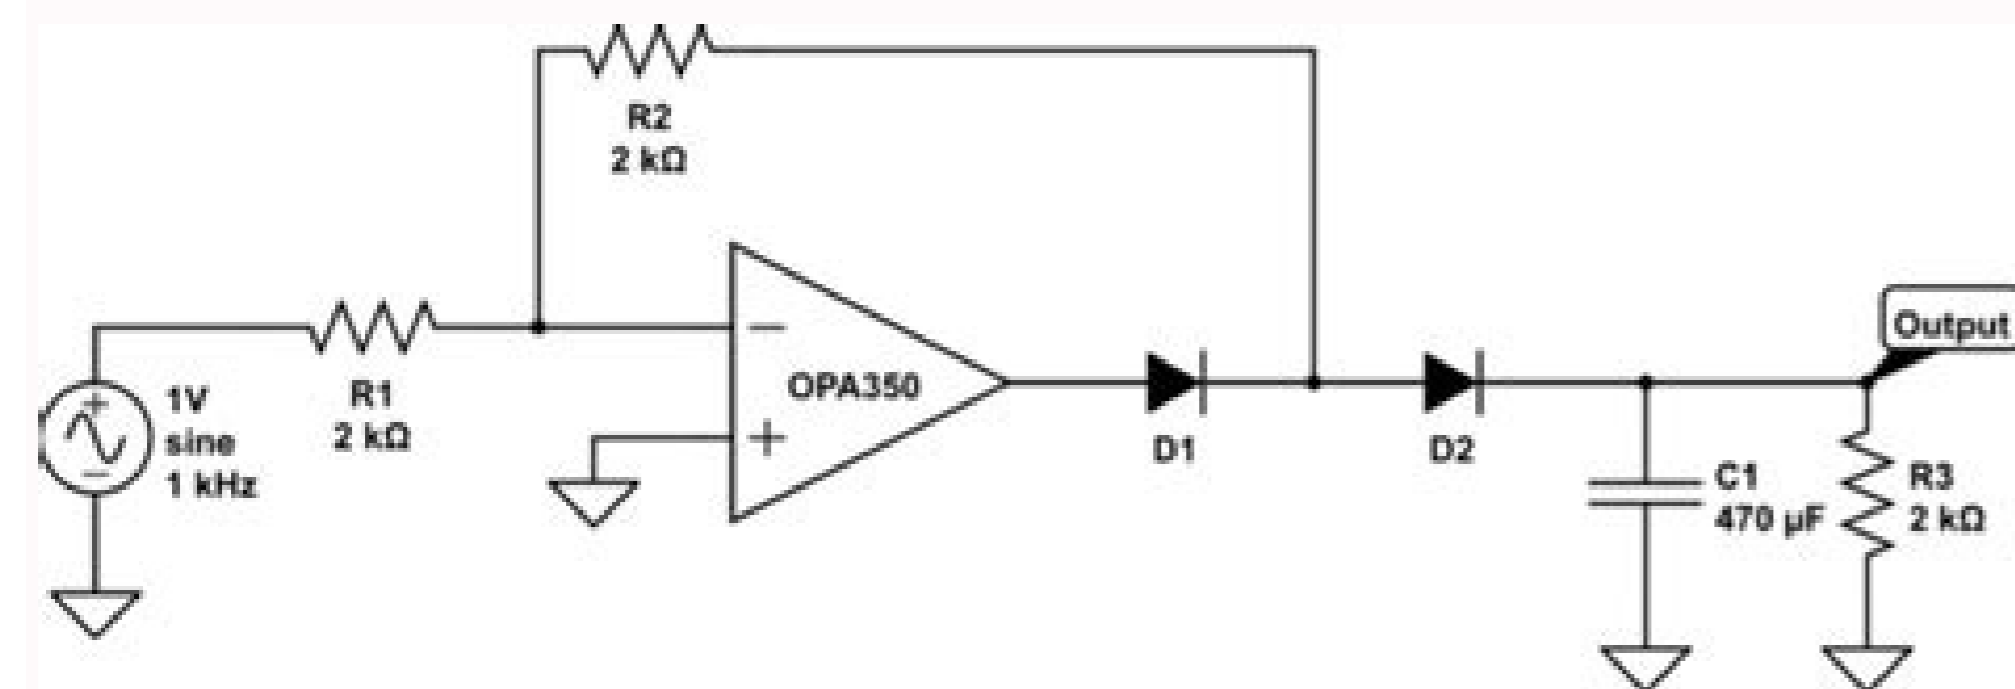 R2
2 kΩ
1V
sine
1 kHz
R1
2 kΩ
−
+
OPA350
D1
D2
C1
470 µF
R3
2 kΩ
Output